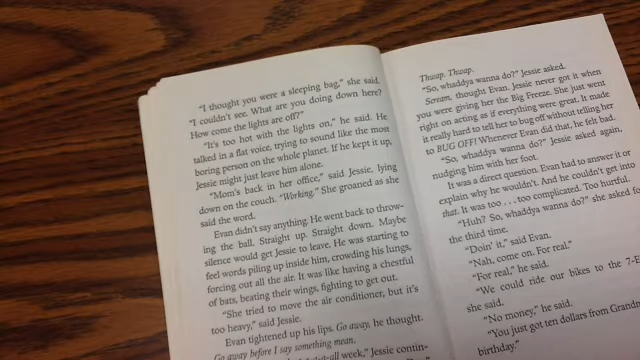 "I thought you were a sleeping bag," she said.
"I couldn't see. What are you doing down here?
How come the lights are off?"
"It's too hot with the lights on," he said. He
talked in a flat voice, trying to sound like the most
boring person on the whole planet. If he kept it up,
Jessie might just leave him alone.
"Mom's back in her office," said Jessie, lying
down on the couch. "Working." She groaned as she
said the word.
Evan didn't say anything. He went back to throw-
ing the ball. Straight up. Straight down. Maybe
silence would get Jessie to leave. He was starting to
feel words piling up inside him, crowding his lungs,
forcing out all the air. It was like having a chestful
of bats, beating their wings, fighting to get out.
"She tried to move the air conditioner, but it's
too heavy," said Jessie.
Evan tightened up his lips. Go away, he thought.
Go away before I say something mean.
week," Jessie contin-
Thwap. Thwap.
"So, whaddya wanna do?" Jessie asked.
Scram, thought Evan. Jessie never got it when
you were giving her the Big Freeze. She just went
right on acting as if everything were great. It made
it really hard to tell her to bug off without telling her
to BUG OFF! Whenever Evan did that, he felt bad.
"So, whaddya wanna do?" Jessie asked again,
nudging him with her foot.
It was a direct question. Evan had to answer it or
explain why he wouldn't. And he couldn't get into
that. It was too . . . too complicated. Too hurtful.
"Huh? So, whaddya wanna do?" she asked fo
the third time.
"Doin' it," said Evan.
"Nah, come on. For real."
"For real," he said.
"We could ride our bikes to the 7-E
she said.
"No money," he said.
"You just got ten dollars from Grand
birthday."